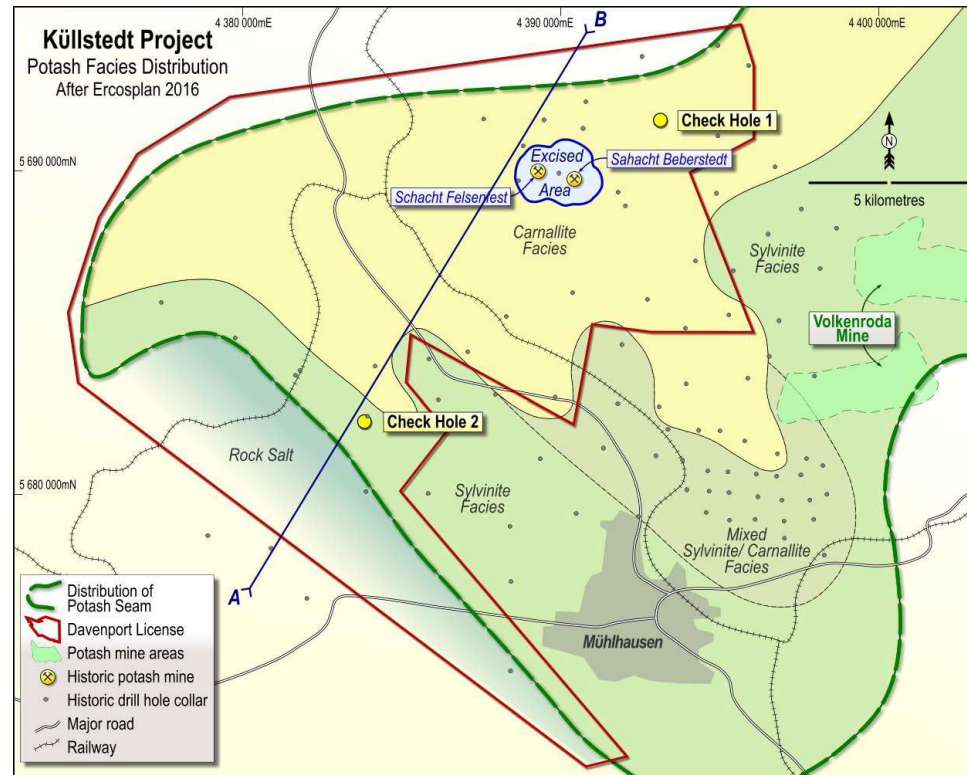 Küllstedt Project
Potash Facies Distribution
After Ercosplan 2016
4 380 000mE
4 390 000mE
4 400 000mE
B
Check Hole 1
N
5 kilometres
5 690 000mN
Excised
Area
Sahacht Beberstedt
Schacht Felsenfest
Carnallite
Facies
Sylvinite
Facies
Volkenroda
Mine
Check Hole 2
Rock Salt
5 680 000mN
Sylvinite
Facies
Mixed
Sylvinite/ Carnallite
Facies
A
Mühlhausen
Distribution of
Potash Seam
Davenport License
Potash mine areas
Historic potash mine
Historic drill hole collar
Major road
Railway